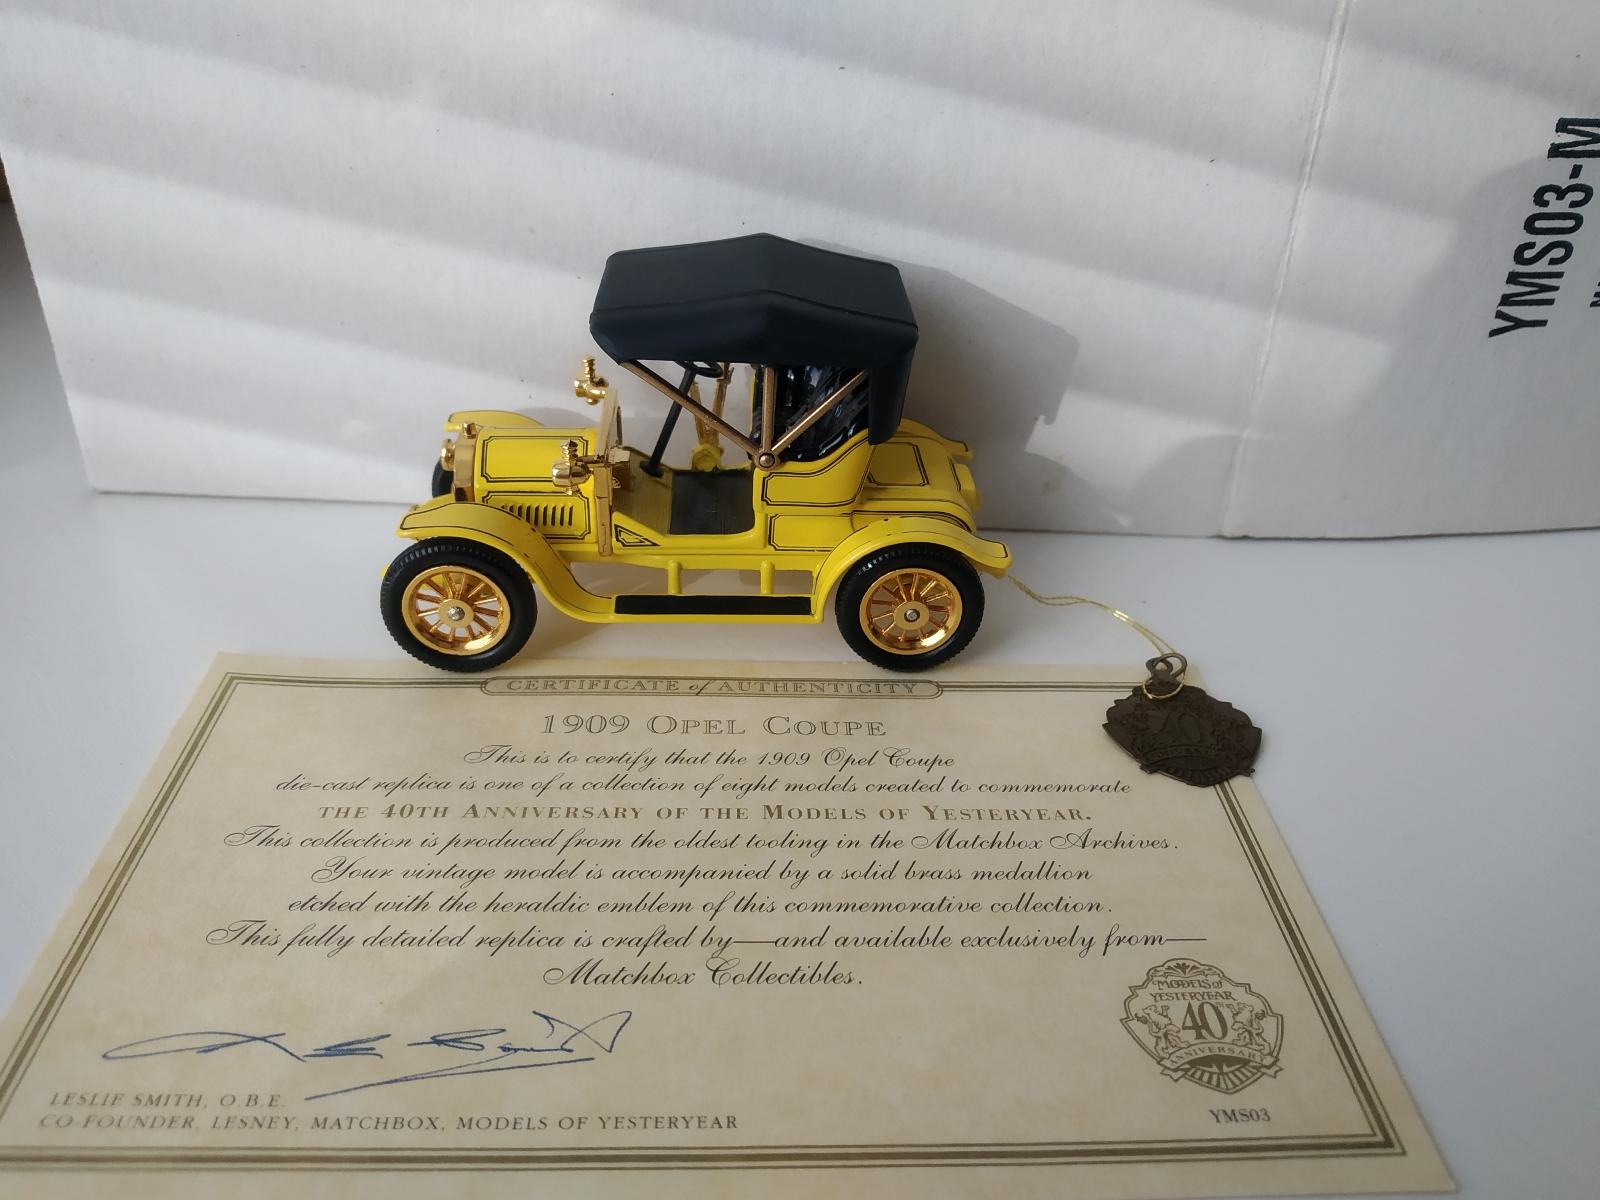 YMS03-M
CERTIFICATE of AUTHENTICITY
1909 OPEL COUPE
This is to certify that the 1909 Opel Coupe
die-cast replica is one of a collection of eight models created to commemorate
THE 40TH ANNIVERSARY OF THE MODELS OF YESTERYEAR.
This collection is produced from the oldest tooling in the Matchbox Archives.
Your vintage model is accompanied by a solid brass medallion
etched with the heraldic emblem of this commemorative collection.
This fully detailed replica is crafted by—and available exclusively from—
Matchbox Collectibles.
LESLIE SMITH, O.B.E.
CO-FOUNDER, LESNEY, MATCHBOX, MODELS OF YESTERYEAR
MODELS of
YESTERYEAR
40TH
ANNIVERSARY
YMS03
40